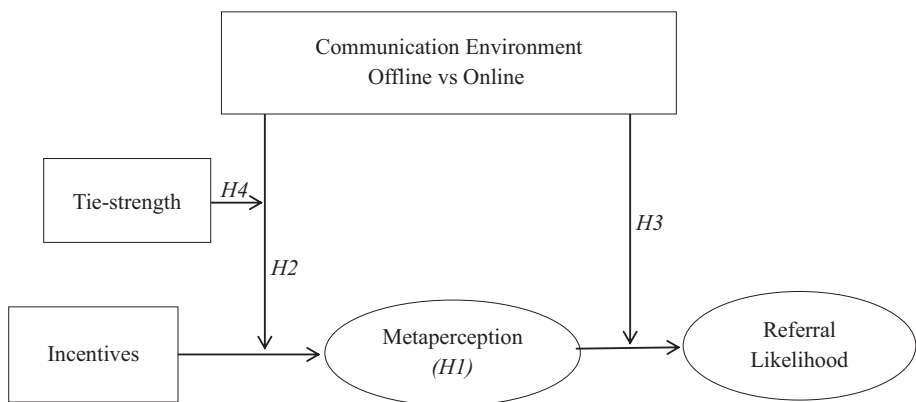 Communication Environment
Offline vs Online
Tie-strength
H4
H3
H2
Incentives
Metaperception
(H1)
Referral
Likelihood